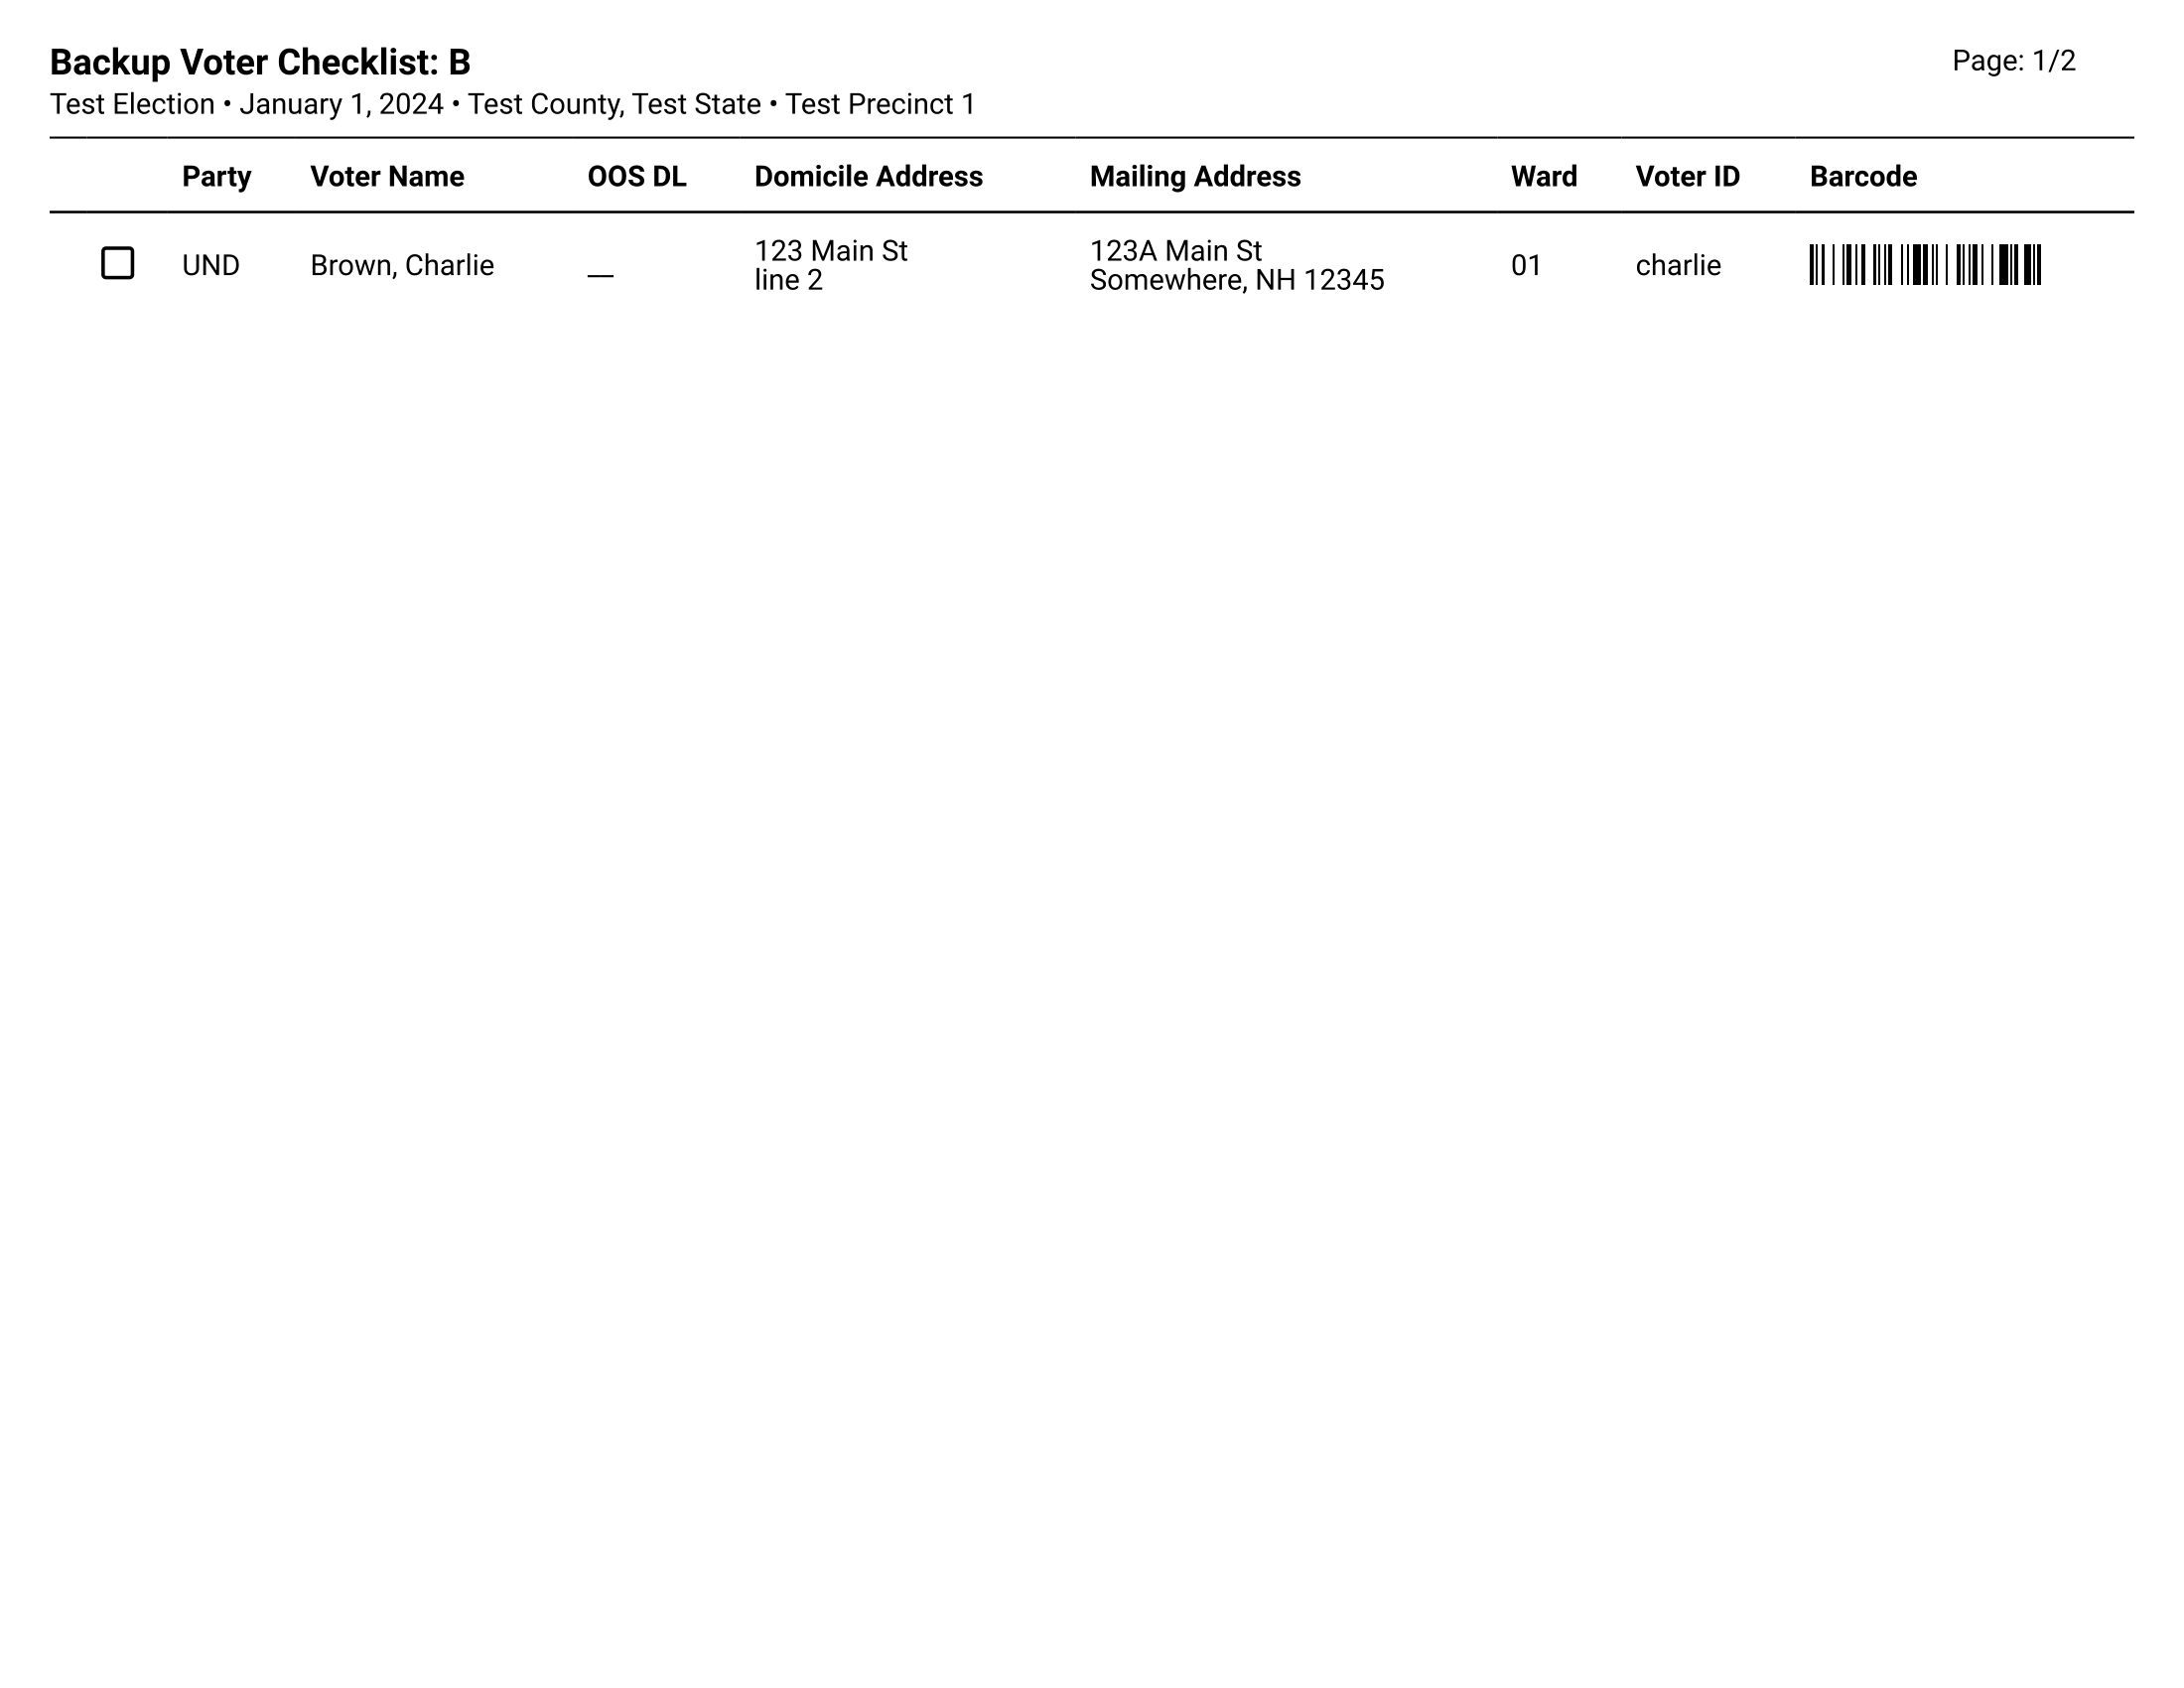 Backup Voter Checklist: B
Page: 1/2
Test Election • January 1, 2024 • Test County, Test State • Test Precinct 1
Party Voter Name OOS DL Domicile Address Mailing Address Ward Voter ID Barcode
UND Brown, Charlie __ 123 Main St 123A Main St 01 charlie
line 2 Somewhere, NH 12345